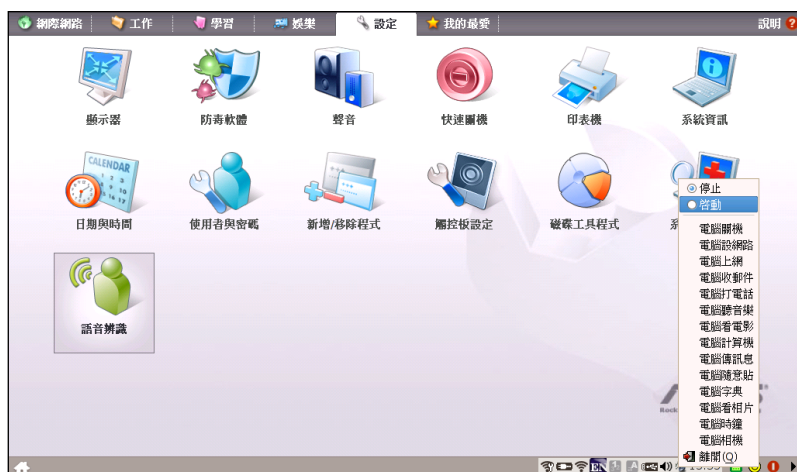 網際網路 工作 學習 娛樂 設定 我的最愛 說明
顯示器 防毒軟體 聲音 快速關機 印表機 系統資訊
CALENDAR
日期與時間 使用者與密碼 新增/移除程式 觸控板設定 磁碟工具程式
語音辨識
停止
啟動
電腦關機
電腦設網路
電腦上網
電腦收郵件
電腦打電話
電腦聽音樂
電腦看電影
電腦計算機
電腦傳訊息
電腦隨意貼
電腦字典
電腦看相片
電腦時鐘
電腦相機
離開(Q)
Rock
EN